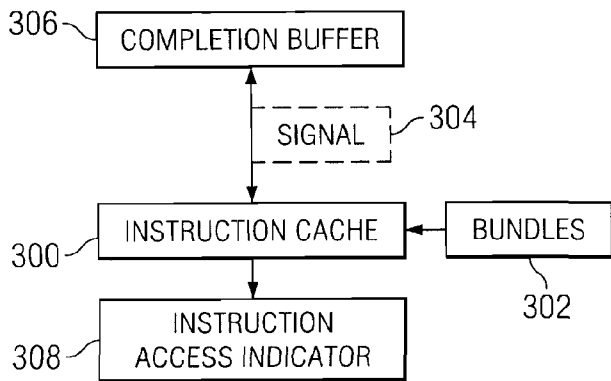 306
COMPLETION BUFFER
SIGNAL
304
300
INSTRUCTION CACHE
BUNDLES
302
308
INSTRUCTION
ACCESS INDICATOR